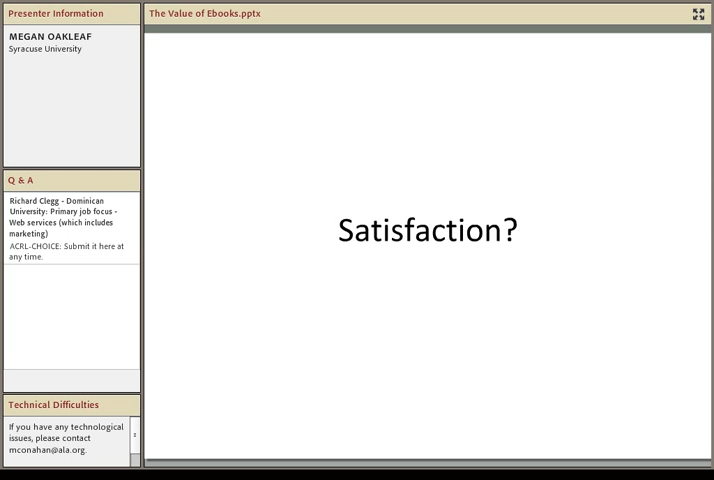 Presenter Information
MEGAN OAKLEAF
Syracuse University
Q & A
Richard Clegg - Dominican
University: Primary job focus -
Web services (which includes
marketing)
ACRL-CHOICE: Submit it here at
any time.
Technical Difficulties
If you have any technological
issues, please contact
mconahan@ala.org.
The Value of Ebooks.pptx
Satisfaction?